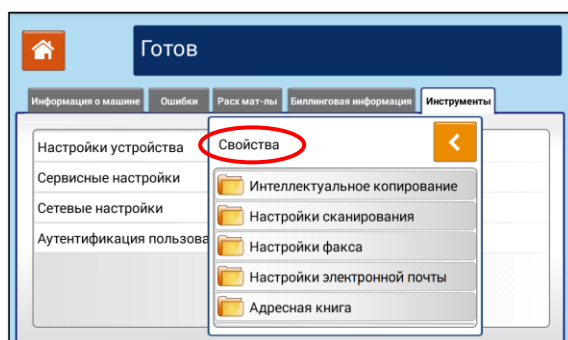 Готов
Информация о машине Ошибки Расх мат-лы Биллинговая информация Инструменты
Настройки устройства
Сервисные настройки
Сетевые настройки
Аутентификация пользова
Свойства
Интеллектуальное копирование
Настройки сканирования
Настройки факса
Настройки электронной почты
Адресная книга